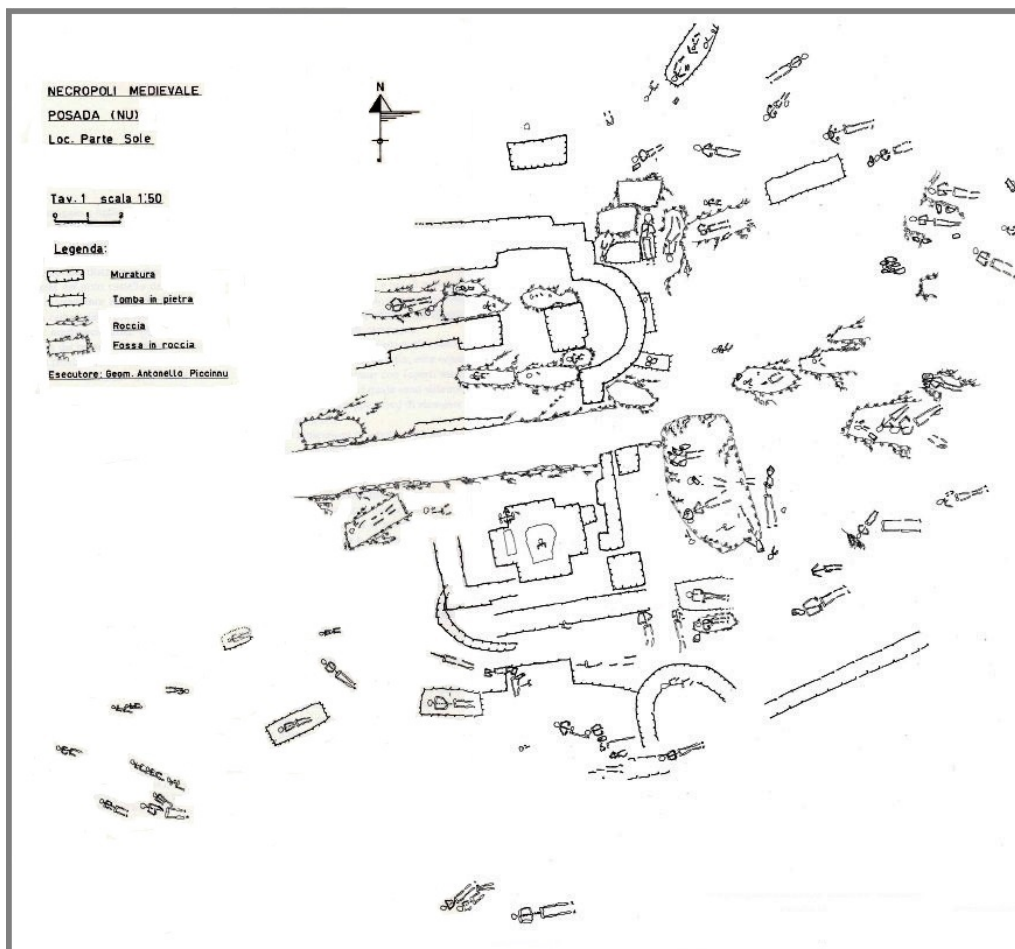 NECROPOLI MEDIEVALE
POSADA (NU)
Loc. Parte Sole
N
Tav. 1 scala 1:50
0 1 2
Legenda:
Muratura
Tomba in pietra
Roccia
Fossa in roccia
Esecutore: Geom. Antonello Piccinnu